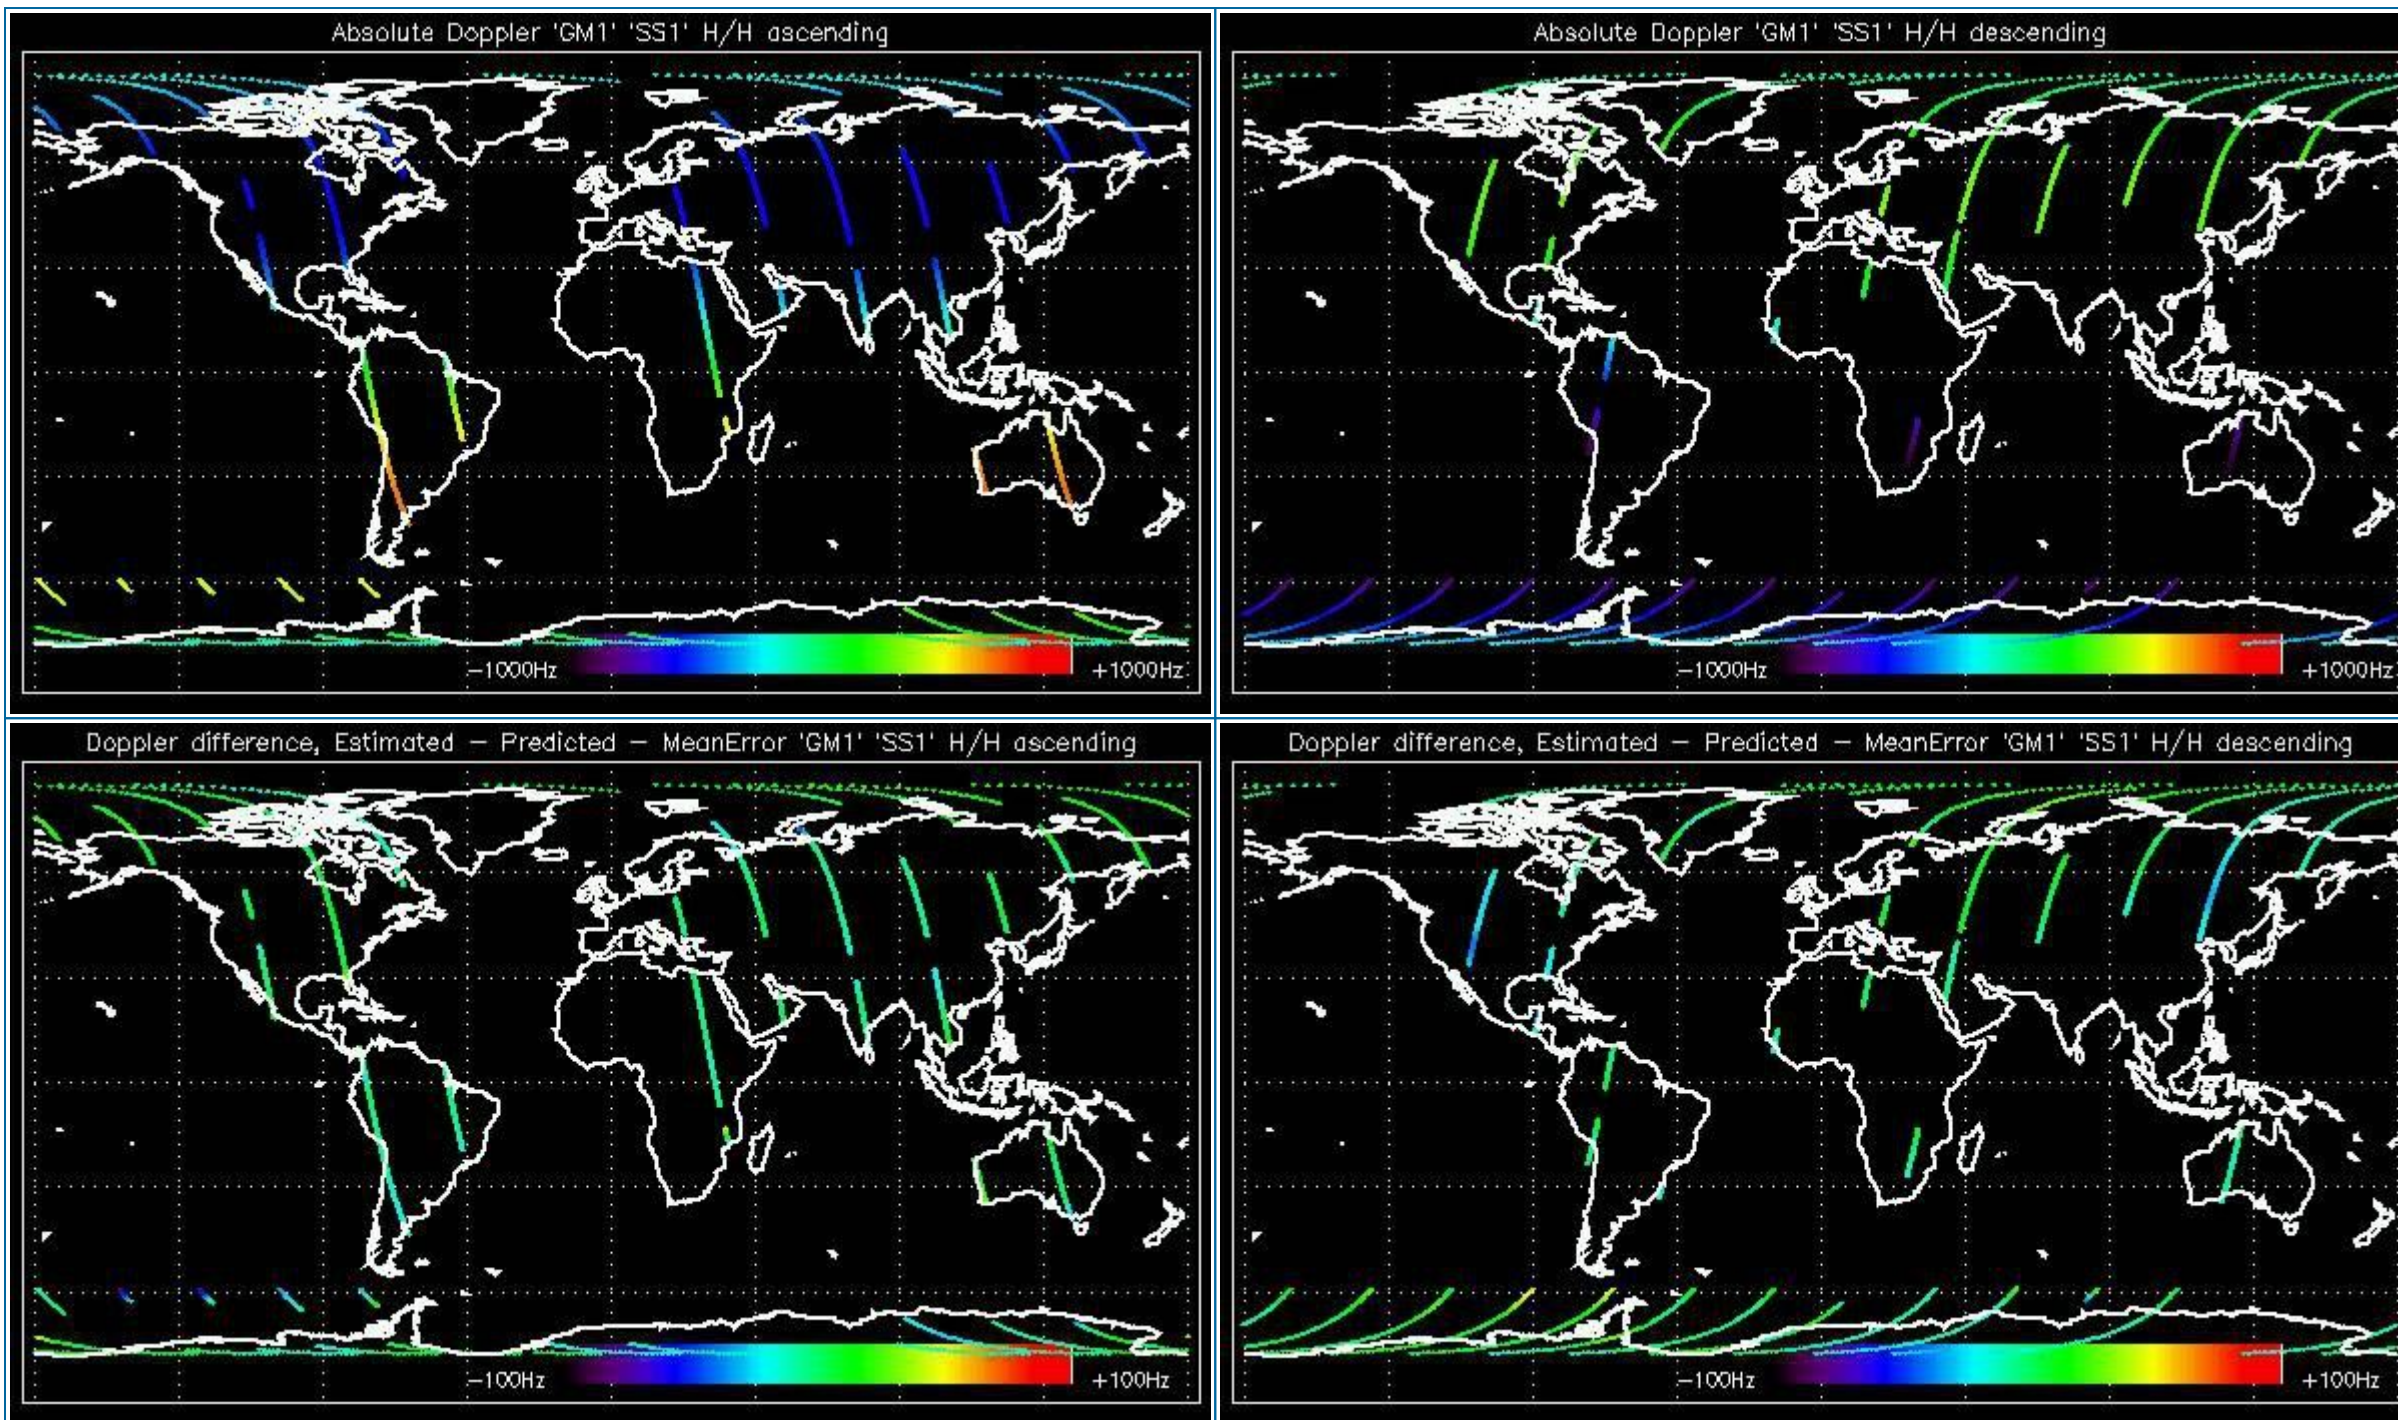 Absolute Doppler 'GM1' 'SS1' H/H ascending
−1000Hz
+1000Hz
Absolute Doppler 'GM1' 'SS1' H/H descending
−1000Hz
+1000Hz
Doppler difference, Estimated − Predicted − MeanError 'GM1' 'SS1' H/H ascending
−100Hz
+100Hz
Doppler difference, Estimated − Predicted − MeanError 'GM1' 'SS1' H/H descending
−100Hz
+100Hz